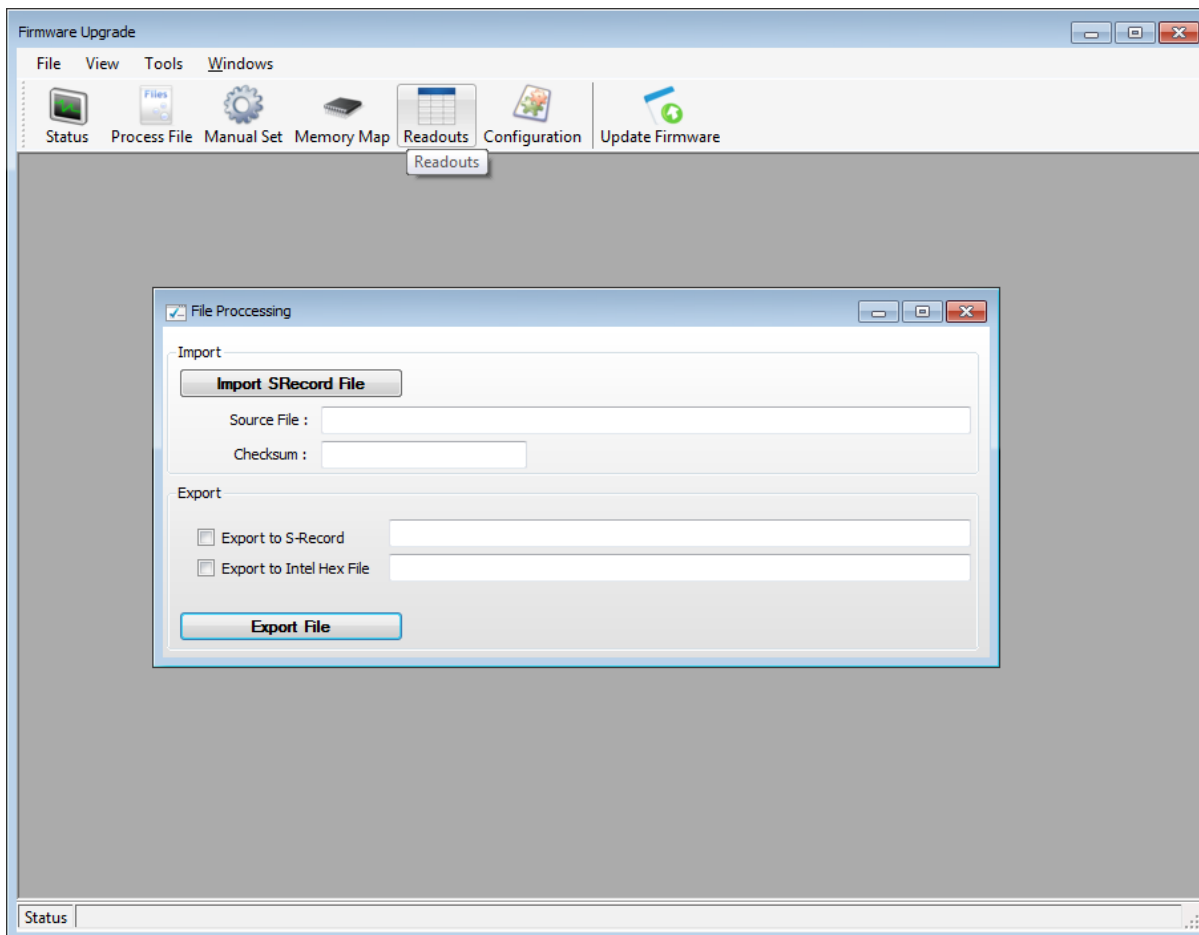 Firmware Upgrade
File View Tools Windows
Files
Status Process File Manual Set Memory Map Readouts Configuration Update Firmware
Readouts
File Proccessing
Import
Import SRecord File
Source File :
Checksum :
Export
Export to S-Record
Export to Intel Hex File
Export File
Status